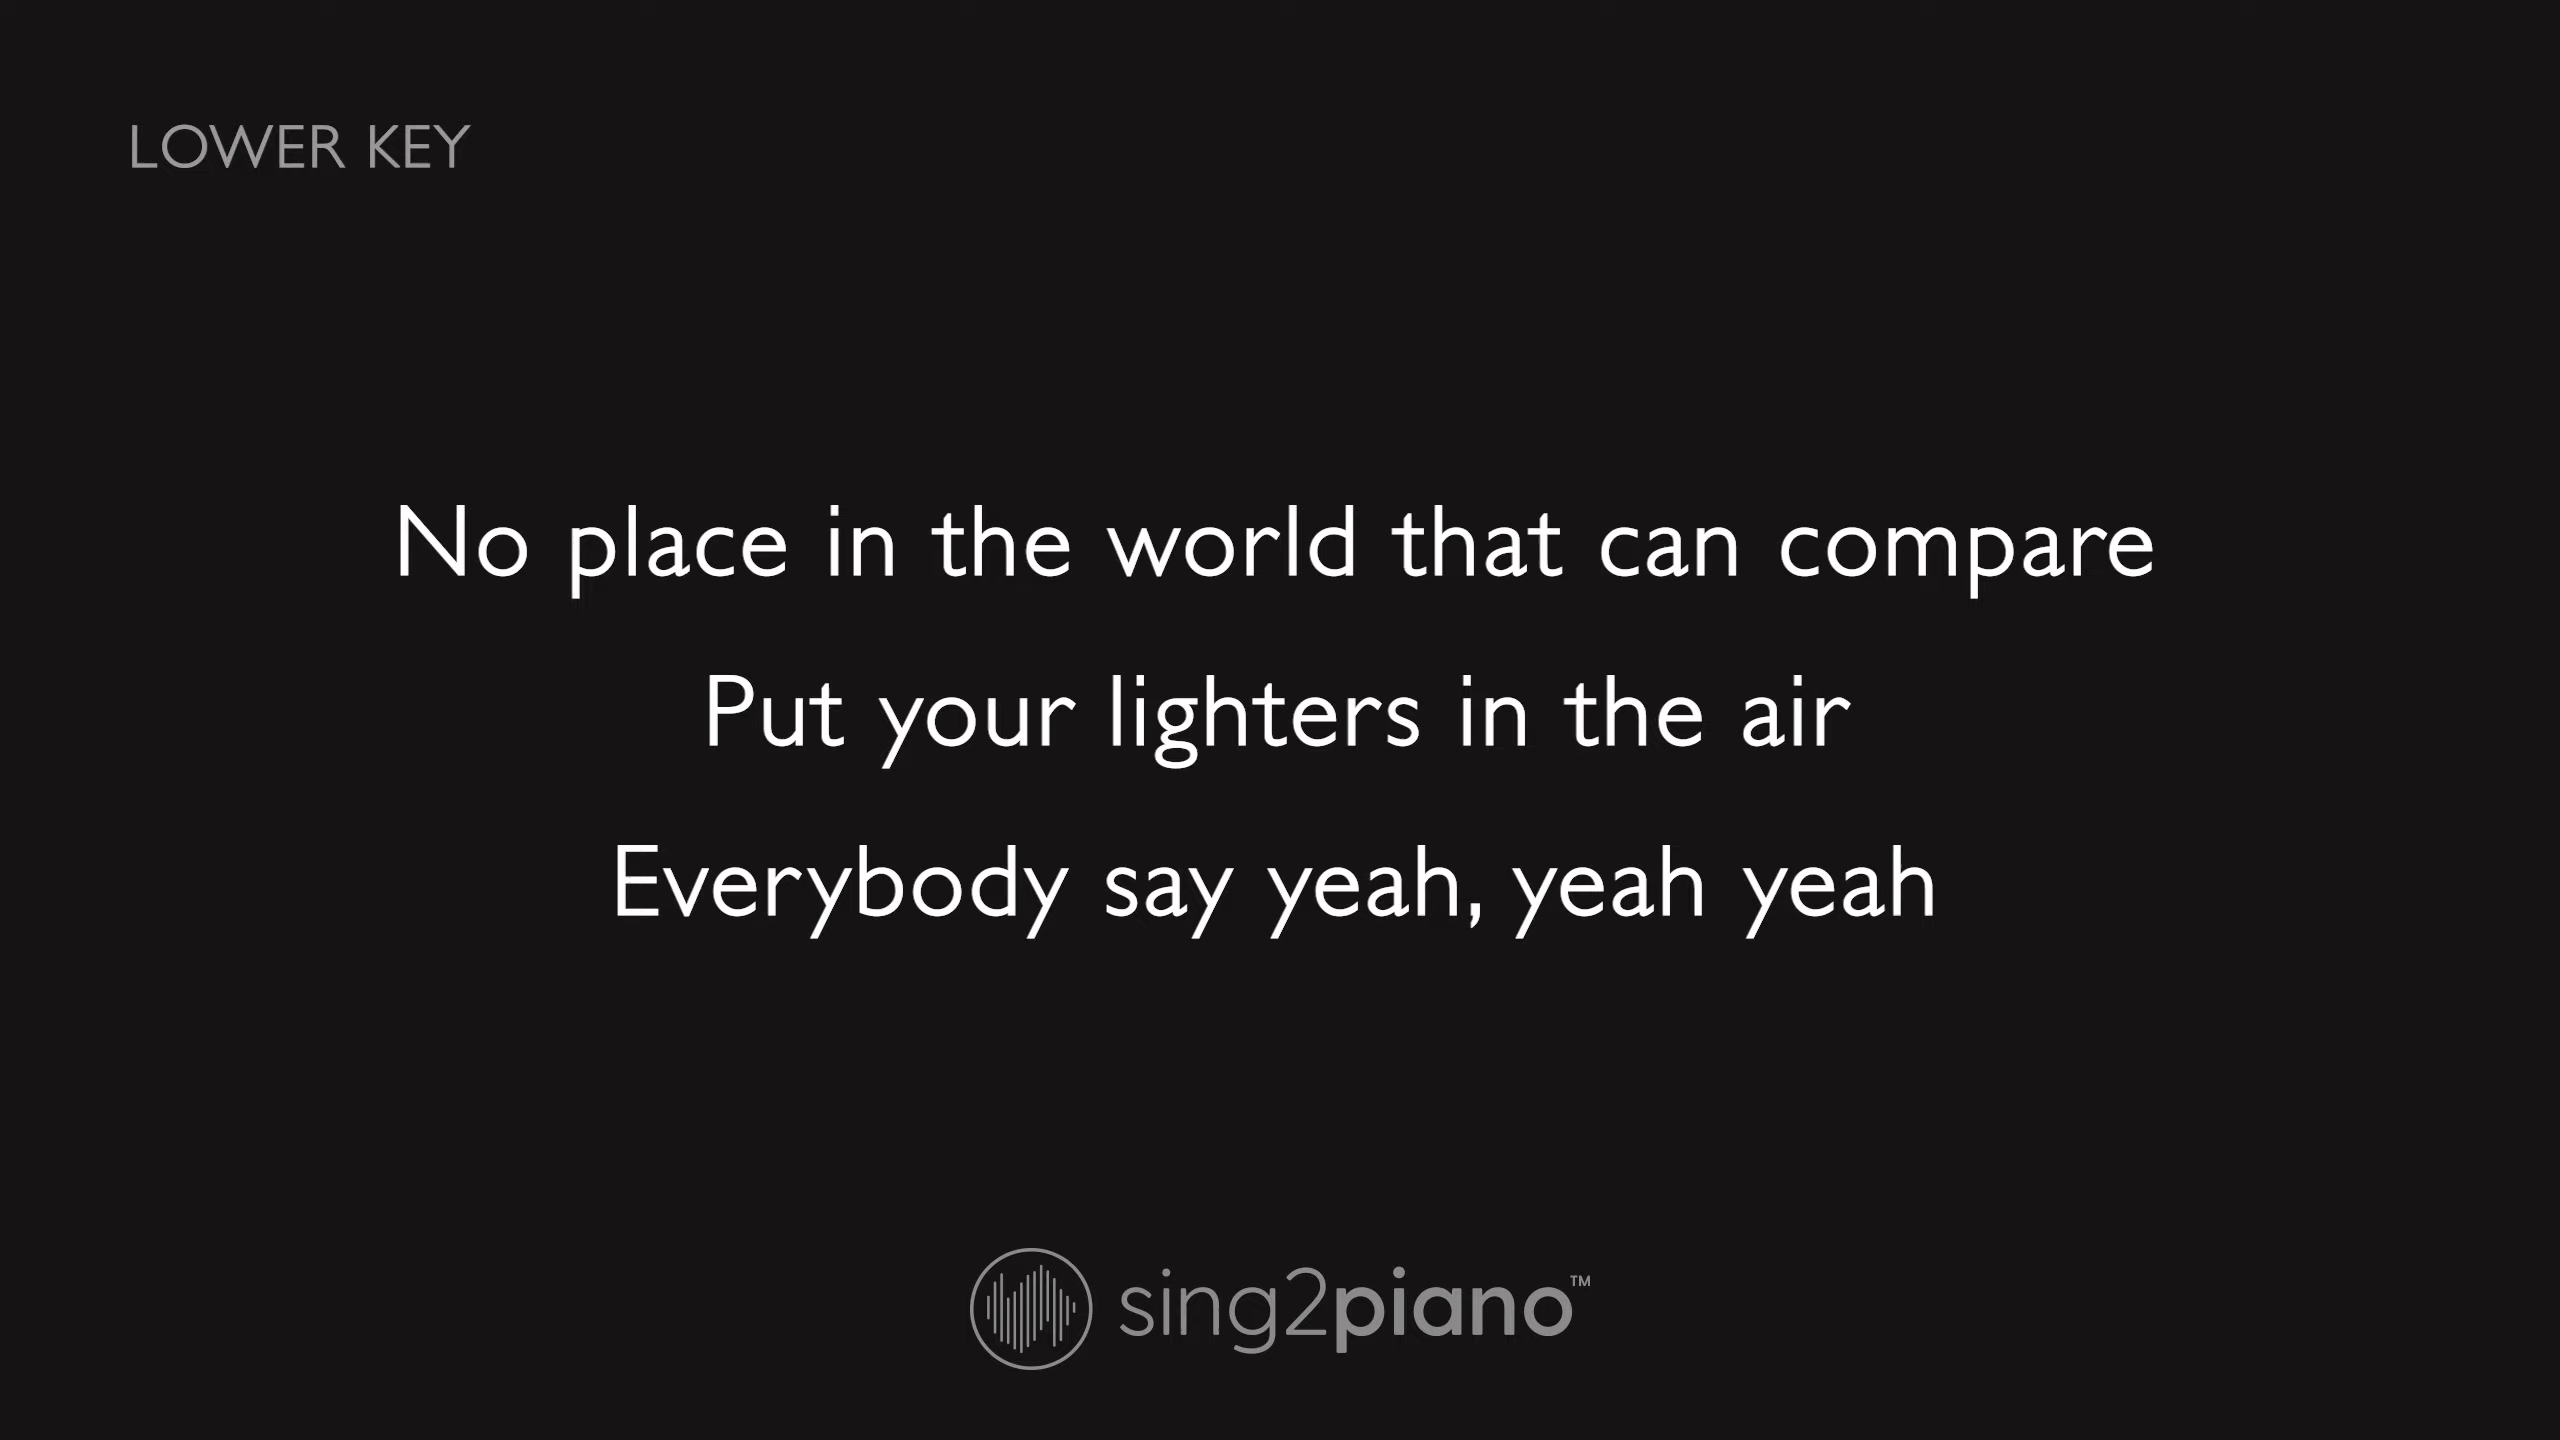 LOWER KEY
No place in the world that can compare
Put your lighters in the air
Everybody say yeah, yeah yeah
sing2piano™